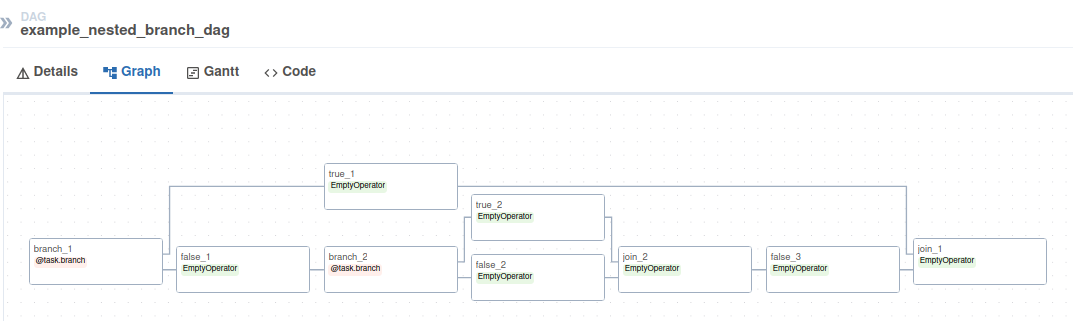 DAG
example_nested_branch_dag
Details
Graph
Gantt
Code
true_1
EmptyOperator
true_2
EmptyOperator
branch_1
@task.branch
false_1
EmptyOperator
branch_2
@task.branch
false_2
EmptyOperator
join_2
EmptyOperator
false_3
EmptyOperator
join_1
EmptyOperator